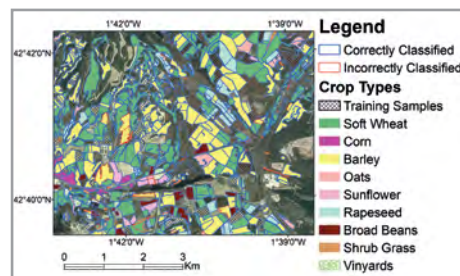 1°42'0"W 1°39'0"W
42°42'0"N
42°40'0"N
1°42'0"W 1°39'0"W
0 1 2 3
Km
Legend
Correctly Classified
Incorrectly Classified
Crop Types
Training Samples
Soft Wheat
Corn
Barley
Oats
Sunflower
Rapeseed
Broad Beans
Shrub Grass
Vinyards